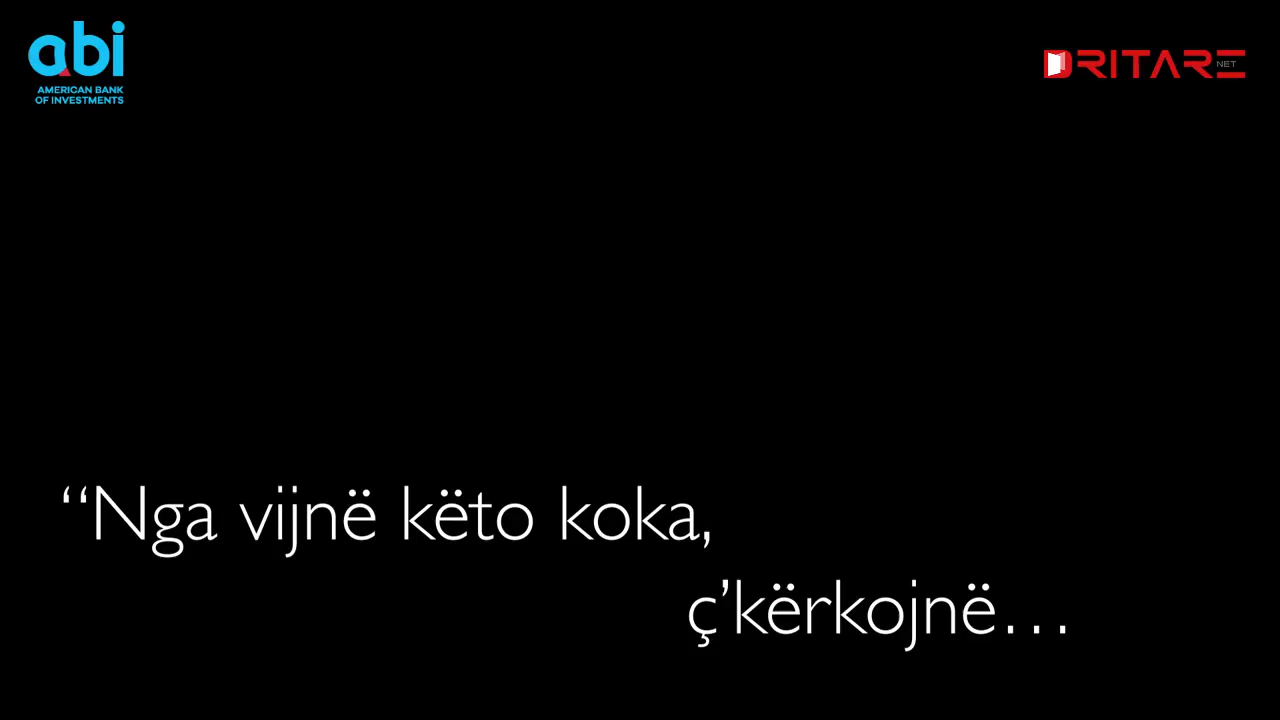 abi
AMERICAN BANK
OF INVESTMENTS
DRITARE NET
“Nga vijnë këto koka,
ç’kërkojnë…